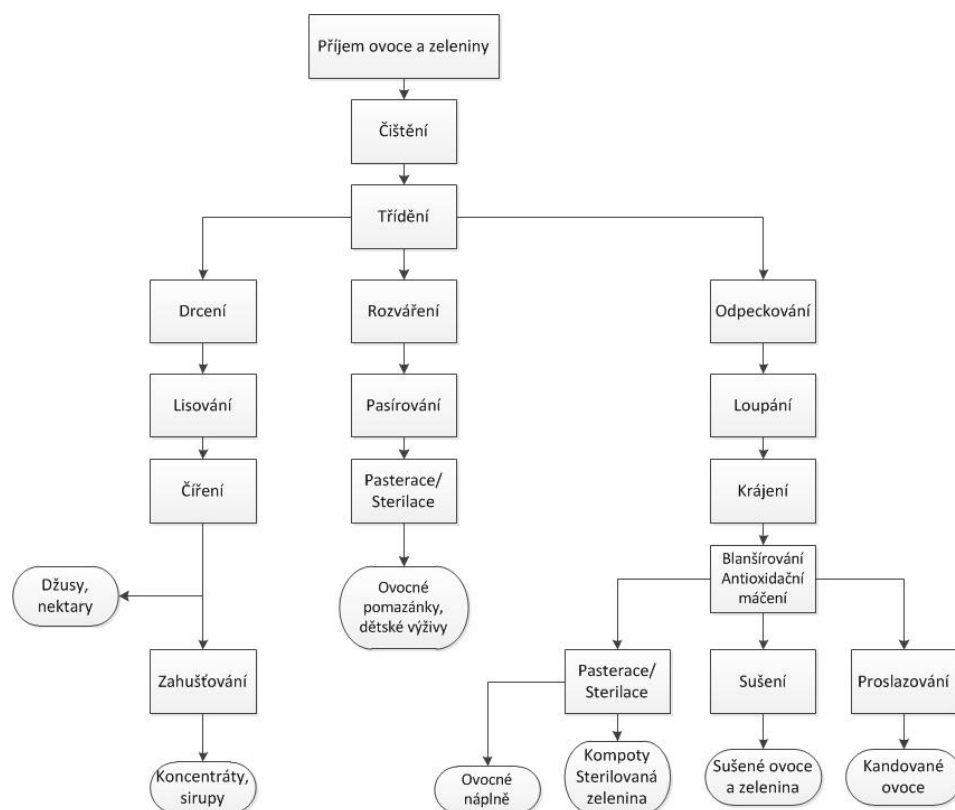 Příjem ovoce a zeleniny
Čištění
Třídění
Drcení
Rozváření
Odpeckování
Lisování
Pasírování
Loupání
Číření
Pasterace/
Sterilace
Krájení
Blanšírování
Antioxidační
máčení
Džusy,
nektary
Ovocné
pomazánky,
dětské výživy
Zahušťování
Pasterace/
Sterilace
Sušení
Proslazování
Koncentráty,
sirupy
Ovocné
náplně
Kompoty
Sterilovaná
zelenina
Sušené ovoce
a zelenina
Kandované
ovoce